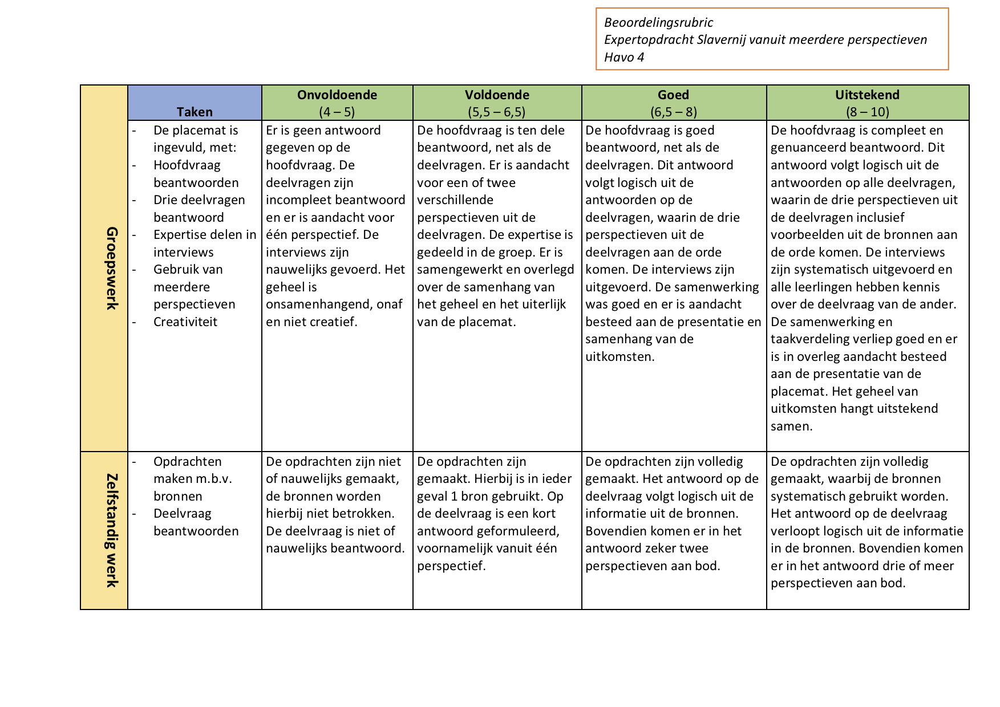 Beoordelingsrubric
Expertopdracht Slavernij vanuit meerdere perspectieven
Havo 4
Taken
Onvoldoende
(4 – 5)
Voldoende
(5,5 – 6,5)
Goed
(6,5 – 8)
Uitstekend
(8 – 10)
Groepswerk
- De placemat is
ingevuld, met:
- Hoofdvraag
beantwoorden
- Drie deelvragen
beantwoord
- Expertise delen in
interviews
- Gebruik van
meerdere
perspectieven
- Creativiteit
Er is geen antwoord
gegeven op de
hoofdvraag. De
deelvragen zijn
incompleet beantwoord
en er is aandacht voor
één perspectief. De
interviews zijn
nauwelijks gevoerd. Het
geheel is
onsamenhangend, onaf
en niet creatief.
De hoofdvraag is ten dele
beantwoord, net als de
deelvragen. Er is aandacht
voor een of twee
verschillende
perspectieven uit de
deelvragen. De expertise is
gedeeld in de groep. Er is
samengewerkt en overlegd
over de samenhang van
het geheel en het uiterlijk
van de placemat.
De hoofdvraag is goed
beantwoord, net als de
deelvragen. Dit antwoord
volgt logisch uit de
antwoorden op de
deelvragen, waarin de drie
perspectieven uit de
deelvragen aan de orde
komen. De interviews zijn
uitgevoerd. De samenwerking
was goed en er is aandacht
besteed aan de presentatie en
samenhang van de
uitkomsten.
De hoofdvraag is compleet en
genuanceerd beantwoord. Dit
antwoord volgt logisch uit de
antwoorden op alle deelvragen,
waarin de drie perspectieven uit
de deelvragen inclusief
voorbeelden uit de bronnen aan
de orde komen. De interviews
zijn systematisch uitgevoerd en
alle leerlingen hebben kennis
over de deelvraag van de ander.
De samenwerking en
taakverdeling verliep goed en er
is in overleg aandacht besteed
aan de presentatie van de
placemat. Het geheel van
uitkomsten hangt uitstekend
samen.
Zelfstandig werk
- Opdrachten
maken m.b.v.
bronnen
- Deelvraag
beantwoorden
De opdrachten zijn niet
of nauwelijks gemaakt,
de bronnen worden
hierbij niet betrokken.
De deelvraag is niet of
nauwelijks beantwoord.
De opdrachten zijn
gemaakt. Hierbij is in ieder
geval 1 bron gebruikt. Op
de deelvraag is een kort
antwoord geformuleerd,
voornamelijk vanuit één
perspectief.
De opdrachten zijn volledig
gemaakt. Het antwoord op de
deelvraag volgt logisch uit de
informatie uit de bronnen.
Bovendien komen er in het
antwoord zeker twee
perspectieven aan bod.
De opdrachten zijn volledig
gemaakt, waarbij de bronnen
systematisch gebruikt worden.
Het antwoord op de deelvraag
verloopt logisch uit de informatie
in de bronnen. Bovendien komen
er in het antwoord drie of meer
perspectieven aan bod.